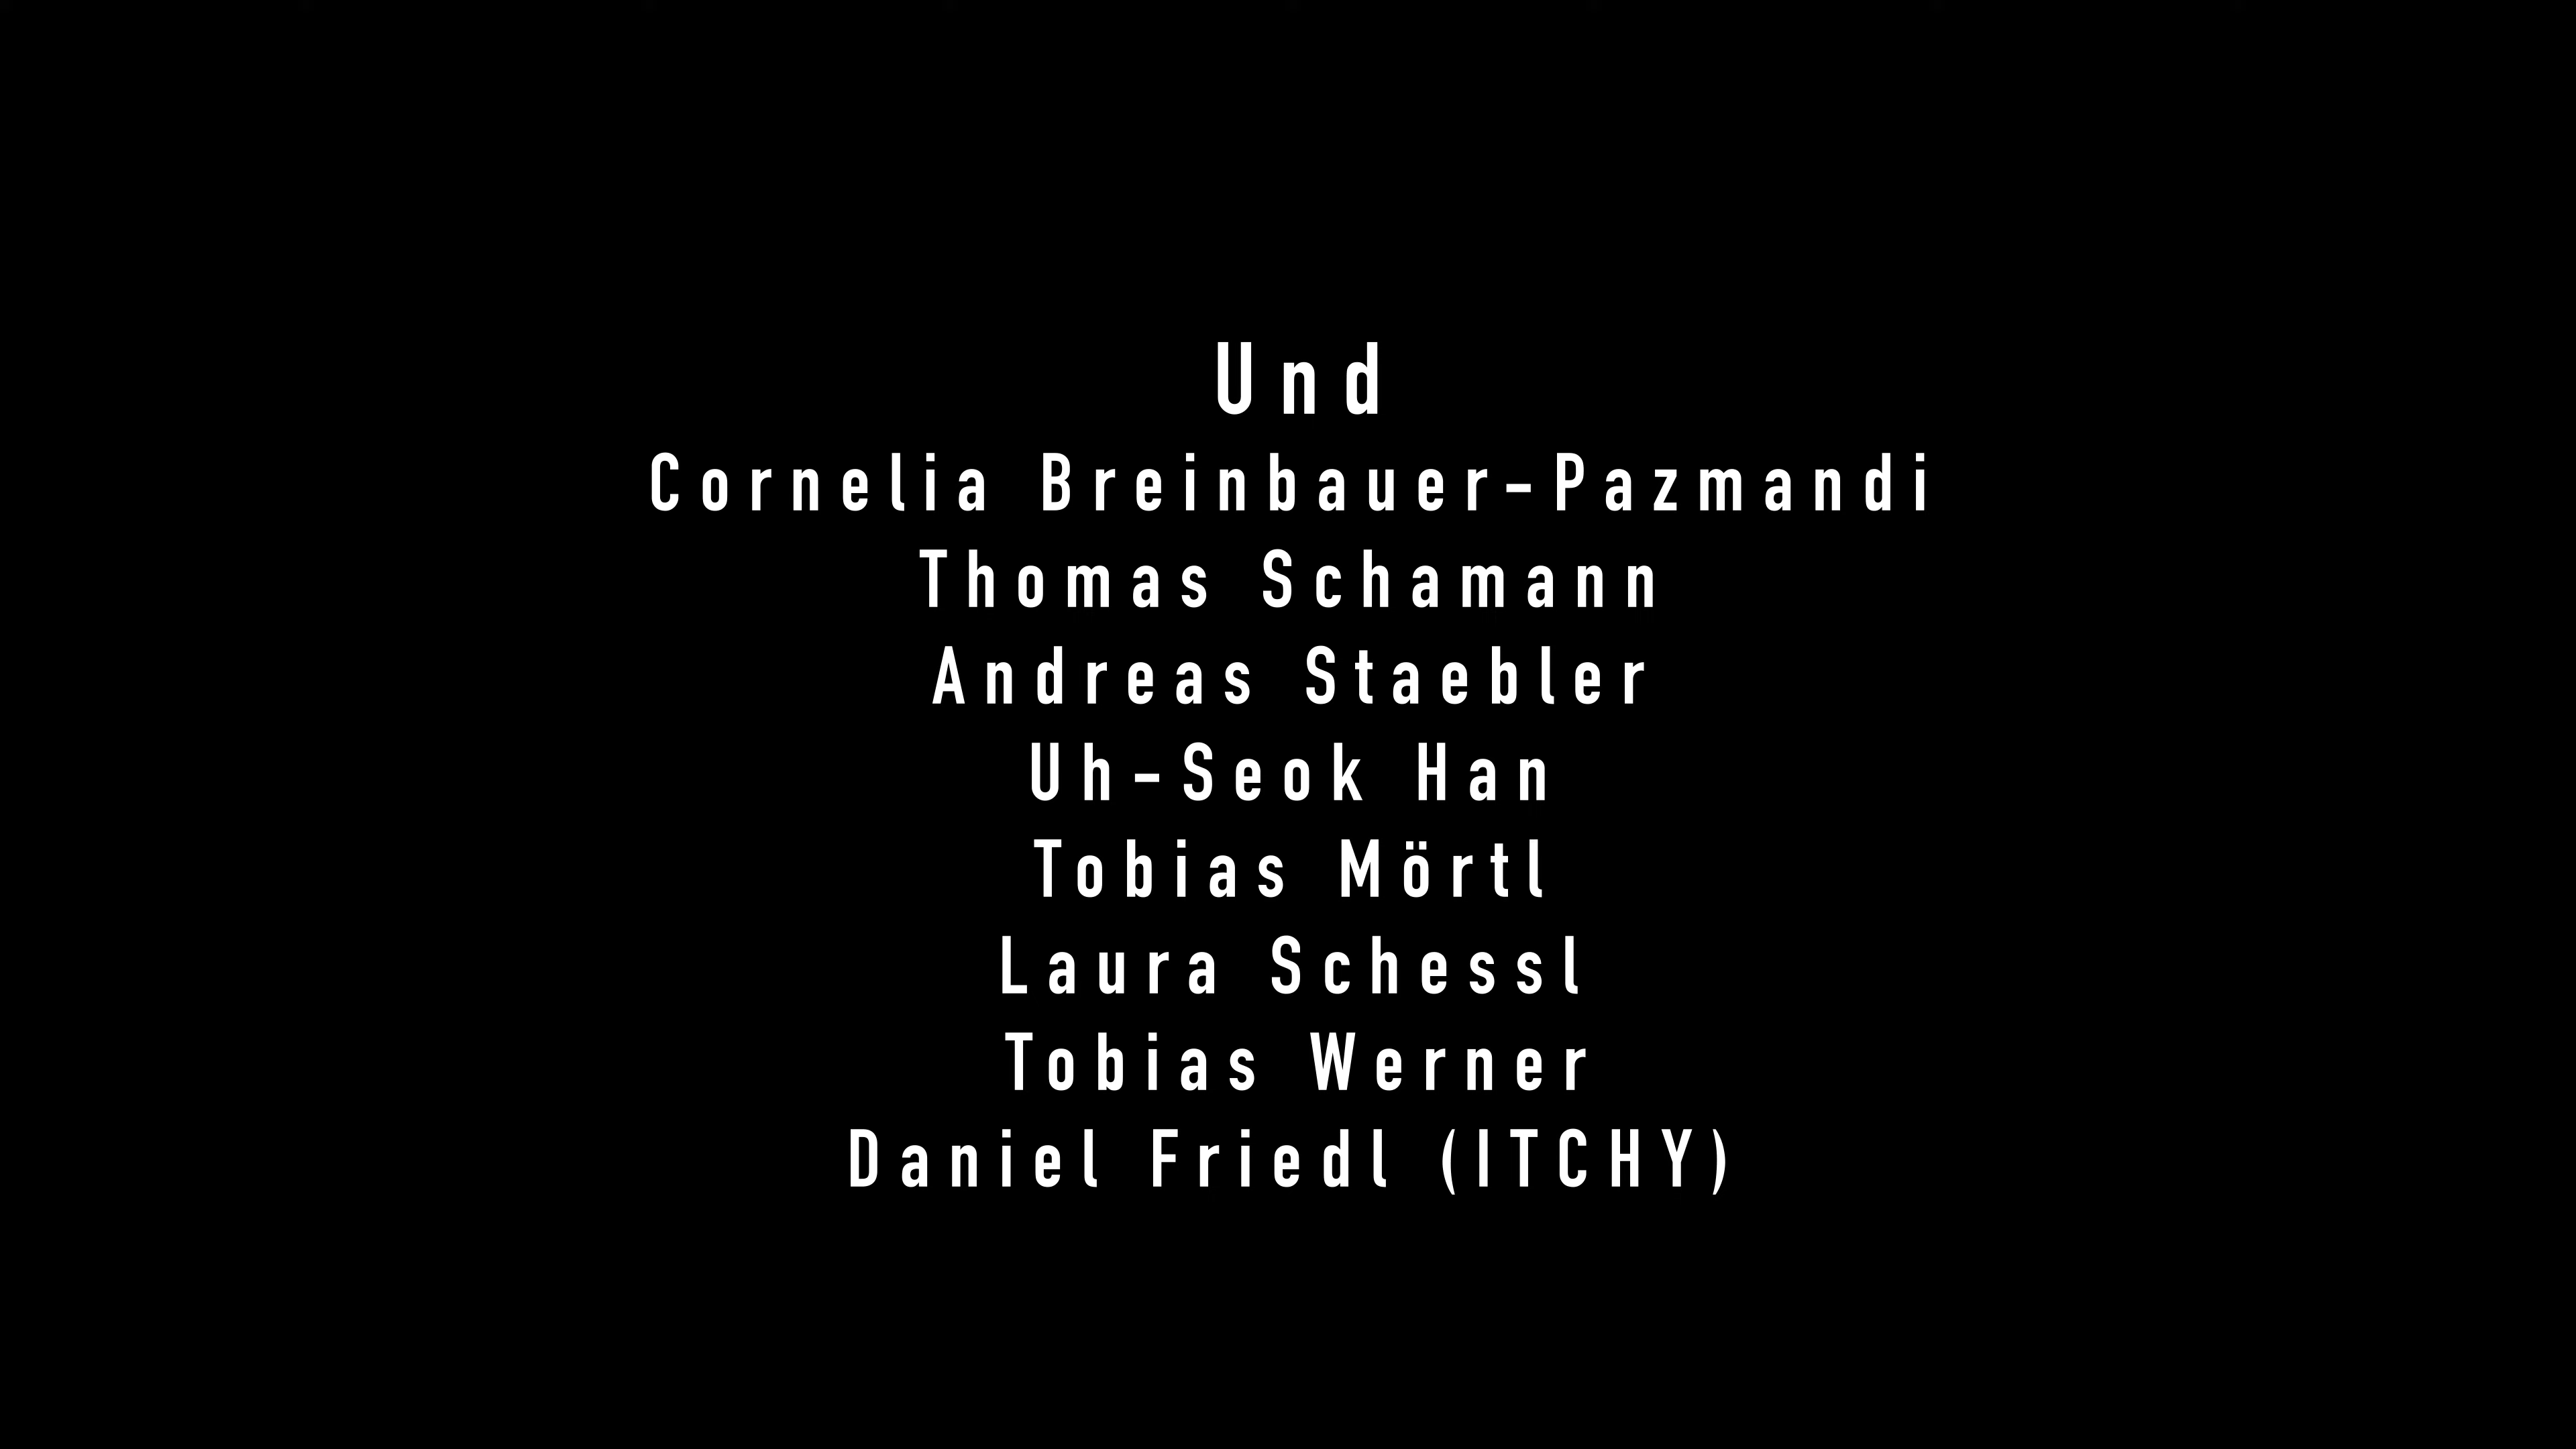 Und
Cornelia Breinbauer-Pazmandi
Thomas Schamann
Andreas Staebler
Uh-Seok Han
Tobias Mörtl
Laura Schessl
Tobias Werner
Daniel Friedl (ITCHY)